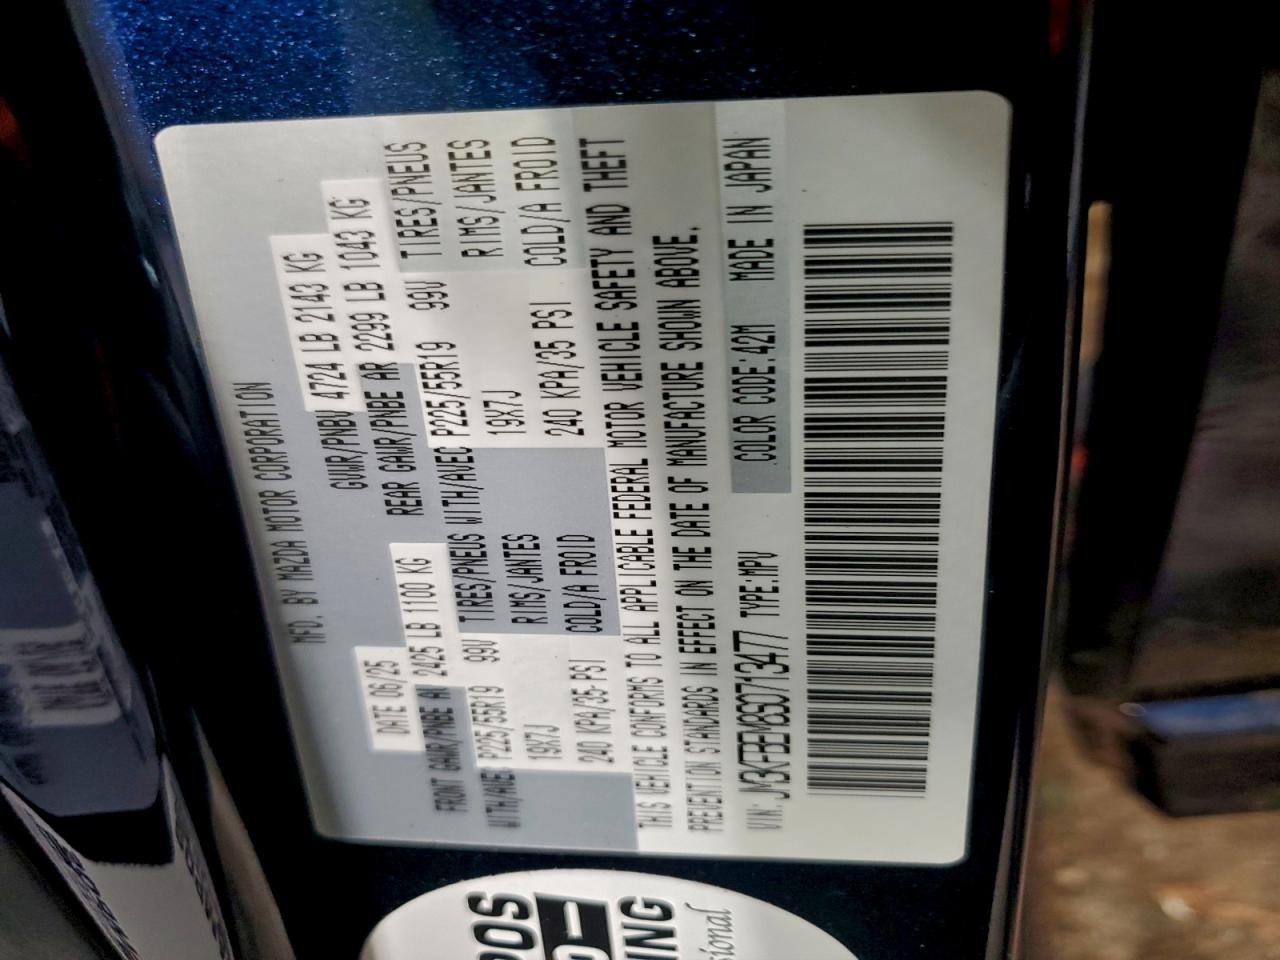 MFD. BY MAZDA MOTOR CORPORATION
DATE 06/25 GVWR/PNBV 4724 LB 2143 KG
FRONT GAWR/PNBE AV 2425 LB 1100 KG REAR GAWR/PNBE AR 2299 LB 1043 KG
WITH/AVEC P225/55R19 99V TIRES/PNEUS WITH/AVEC P225/55R19 99V TIRES/PNEUS
19X7J RIMS/JANTES 19X7J RIMS/JANTES
240 KPA/35 PSI COLD/A FROID 240 KPA/35 PSI COLD/A FROID
THIS VEHICLE CONFORMS TO ALL APPLICABLE FEDERAL MOTOR VEHICLE SAFETY AND THEFT
PREVENTION STANDARDS IN EFFECT ON THE DATE OF MANUFACTURE SHOWN ABOVE.
VIN: JM3KFBEM8S0713477 TYPE:MPV COLOR CODE:42M MADE IN JAPAN